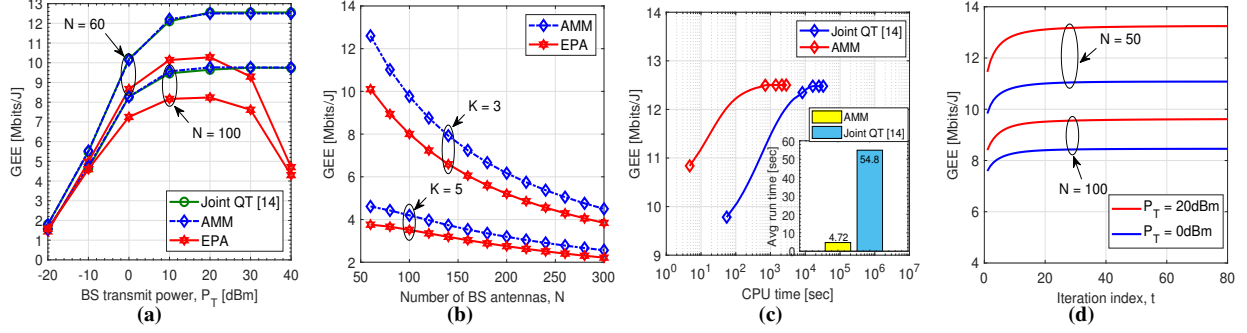 13
12
11
10
9
8
7
6
5
4
3
2
1
0
-20
-10
0
10
20
30
40
GEE [Mbits/J]
BS transmit power, P_T [dBm]
N = 60
N = 100
Joint QT [14]
AMM
EPA
(a)
14
12
10
8
6
4
2
50
100
150
200
250
300
GEE [Mbits/J]
Number of BS antennas, N
AMM
EPA
K = 3
K = 5
(b)
14
13
12
11
10
9
10^0
10^1
10^2
10^3
10^4
10^5
10^6
10^7
GEE [Mbits/J]
CPU time [sec]
Joint QT [14]
AMM
AMM
Joint QT [14]
60
50
40
30
20
10
0
Avg run time [sec]
4.72
54.8
(c)
14
12
10
8
6
4
0
20
40
60
80
GEE [Mbits/J]
Iteration index, t
N = 50
N = 100
P_T = 20dBm
P_T = 0dBm
(d)